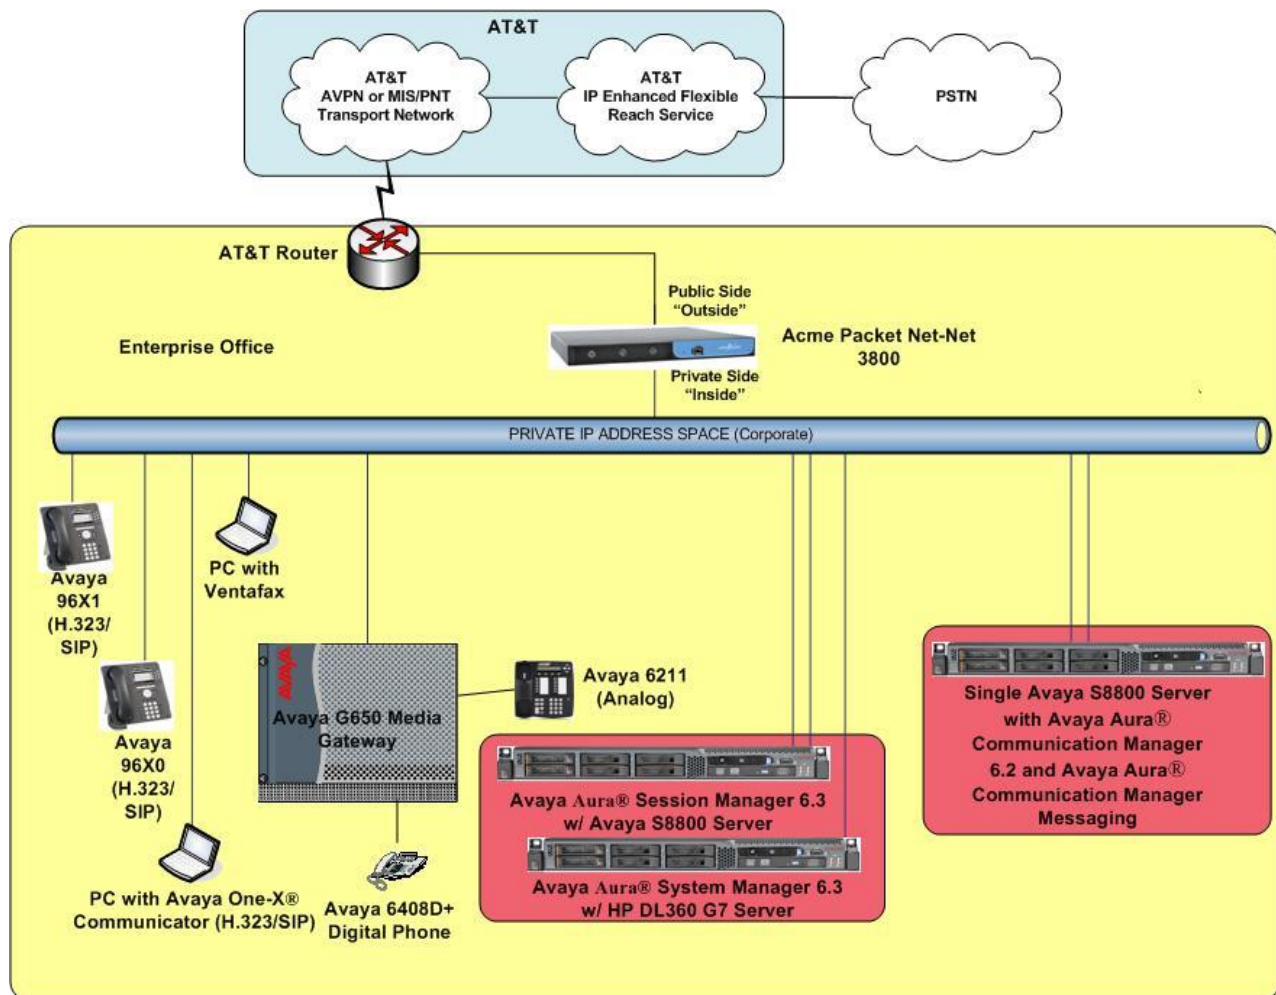 AT&T
AT&T
AVPN or MIS/PNT
Transport Network
AT&T
IP Enhanced Flexible
Reach Service
PSTN
AT&T Router
Public Side
“Outside”
Enterprise Office
Acme Packet Net-Net
3800
Private Side
“Inside”
PRIVATE IP ADDRESS SPACE (Corporate)
Avaya
96X1
(H.323/
SIP)
PC with
Ventafax
Avaya
96X0
(H.323/
SIP)
PC with Avaya One-X®
Communicator (H.323/SIP)
AVAYA
Avaya G650 Media
Gateway
Avaya 6211
(Analog)
Avaya 6408D+
Digital Phone
Avaya Aura® Session Manager 6.3
w/ Avaya S8800 Server
Avaya Aura® System Manager 6.3
w/ HP DL360 G7 Server
Single Avaya S8800 Server
with Avaya Aura®
Communication Manager
6.2 and Avaya Aura®
Communication Manager
Messaging